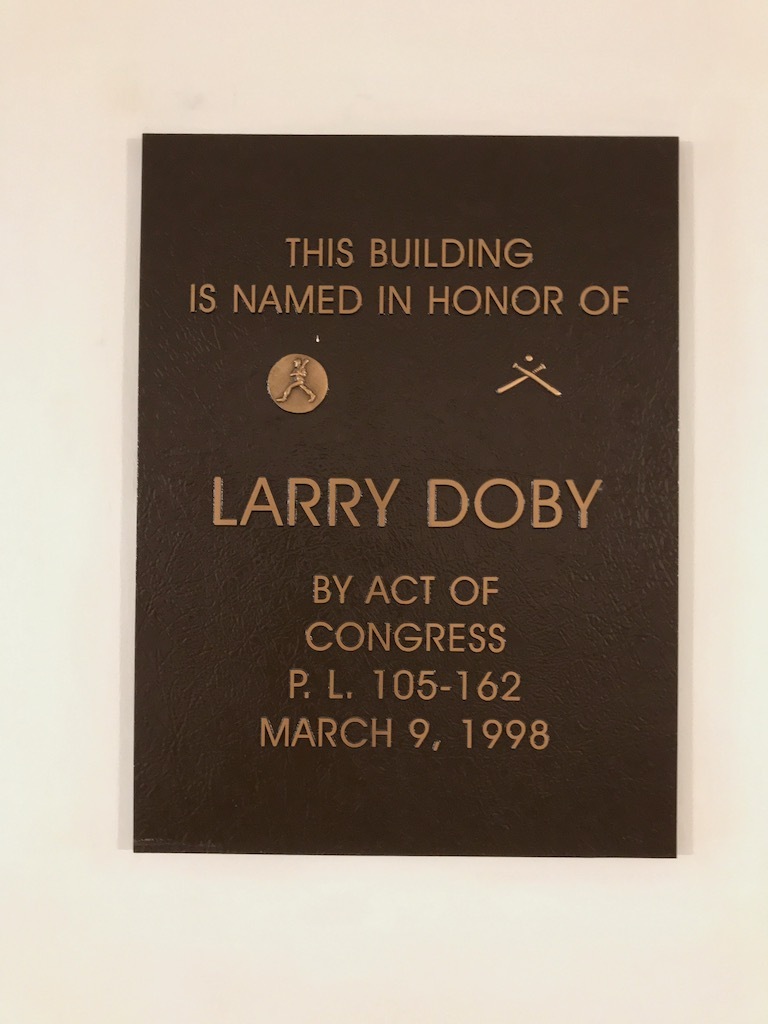 THIS BUILDING
IS NAMED IN HONOR OF
LARRY DOBY
BY ACT OF
CONGRESS
P. L. 105-162
MARCH 9, 1998